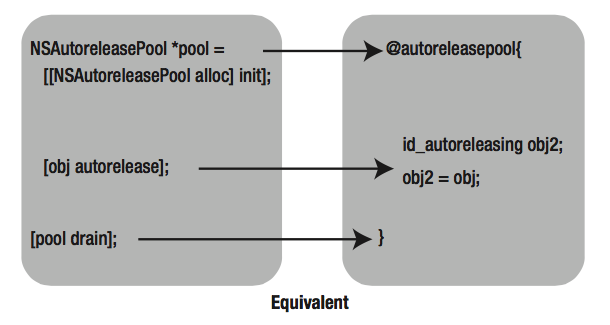 NSAutoreleasePool *pool =
[[NSAutoreleasePool alloc] init];
[obj autorelease];
[pool drain];
@autoreleasepool{
id_autoreleasing obj2;
obj2 = obj;
}
Equivalent